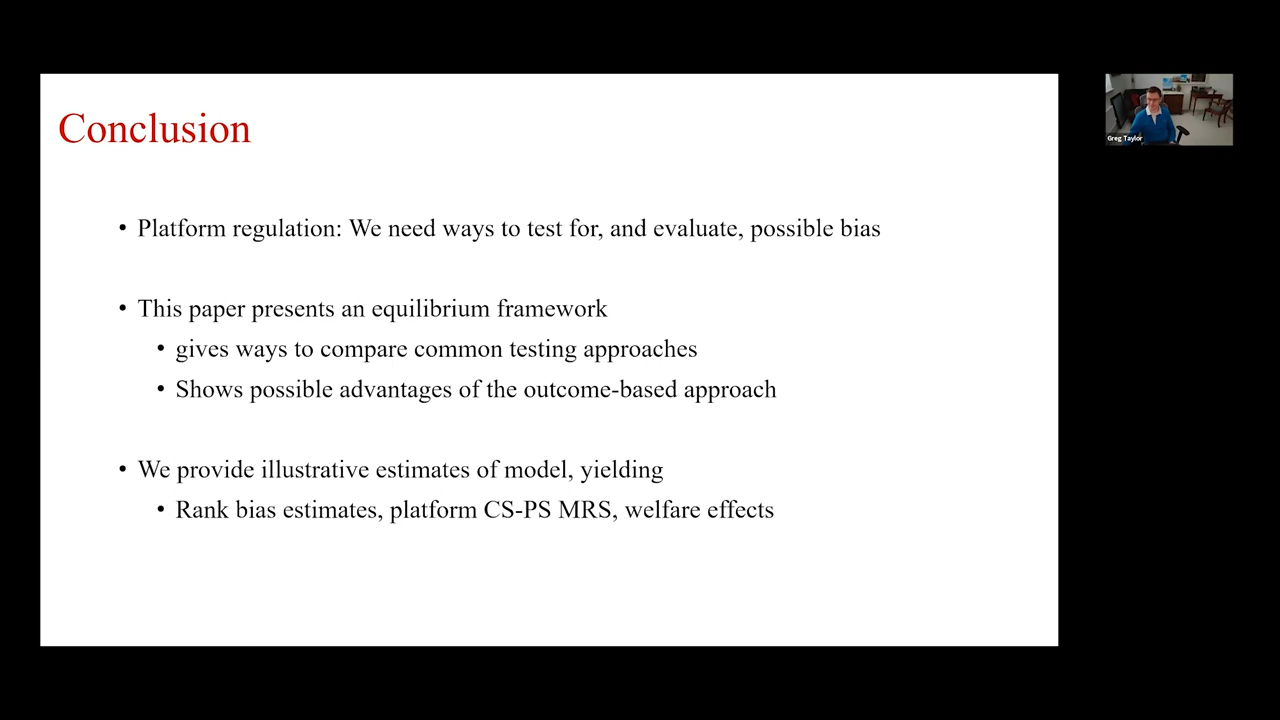 Conclusion
• Platform regulation: We need ways to test for, and evaluate, possible bias
• This paper presents an equilibrium framework
• gives ways to compare common testing approaches
• Shows possible advantages of the outcome-based approach
• We provide illustrative estimates of model, yielding
• Rank bias estimates, platform CS-PS MRS, welfare effects
Greg Taylor